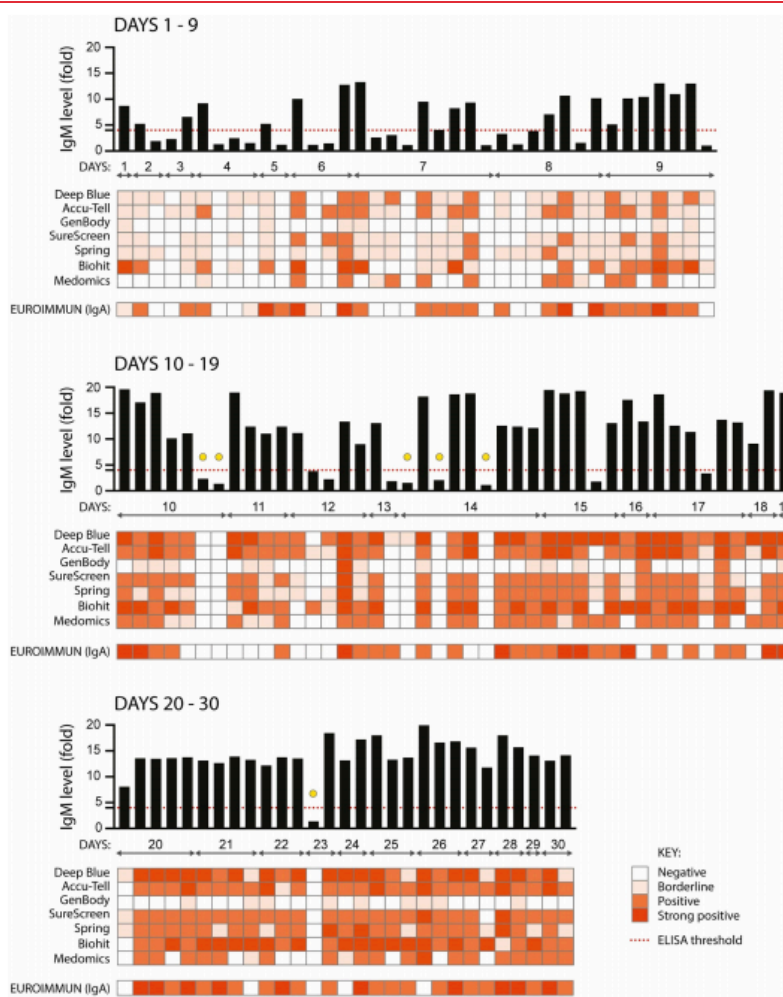 DAYS 1 - 9
IgM level (fold)
20
15
10
5
0
DAYS: 1 2 3 4 5 6 7 8 9
Deep Blue
Accu-Tell
GenBody
SureScreen
Spring
Biohit
Medomics
EUROIMMUN (IgA)
DAYS 10 - 19
IgM level (fold)
20
15
10
5
0
DAYS: 10 11 12 13 14 15 16 17 18 1
Deep Blue
Accu-Tell
GenBody
SureScreen
Spring
Biohit
Medomics
EUROIMMUN (IgA)
DAYS 20 - 30
IgM level (fold)
20
15
10
5
0
DAYS: 20 21 22 23 24 25 26 27 28 29 30
Deep Blue
Accu-Tell
GenBody
SureScreen
Spring
Biohit
Medomics
EUROIMMUN (IgA)
KEY:
Negative
Borderline
Positive
Strong positive
ELISA threshold